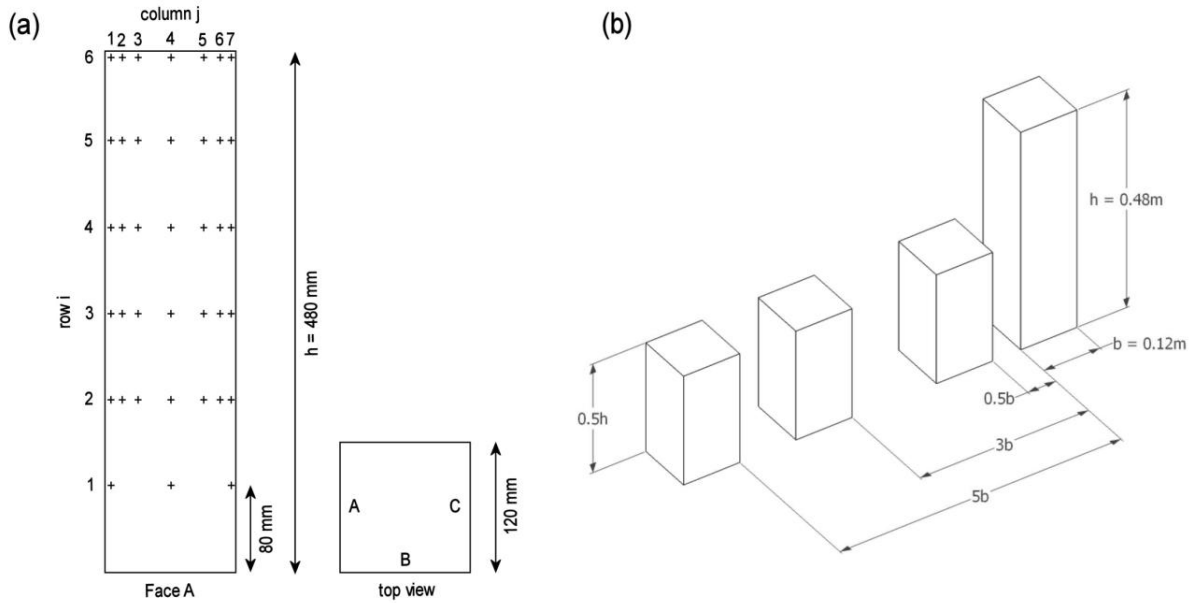 (a)
column j
1 2 3 4 5 6 7
6
5
4
3
2
1
row i
h = 480 mm
80 mm
Face A
A
C
B
120 mm
top view
(b)
h = 0.48m
b = 0.12m
0.5b
0.5h
3b
5b